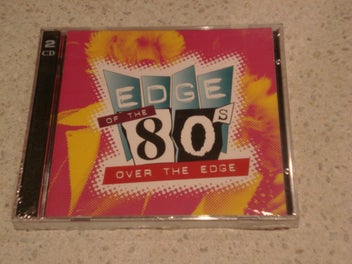 2
CD
EDGE
OF THE
80s
OVER THE EDGE